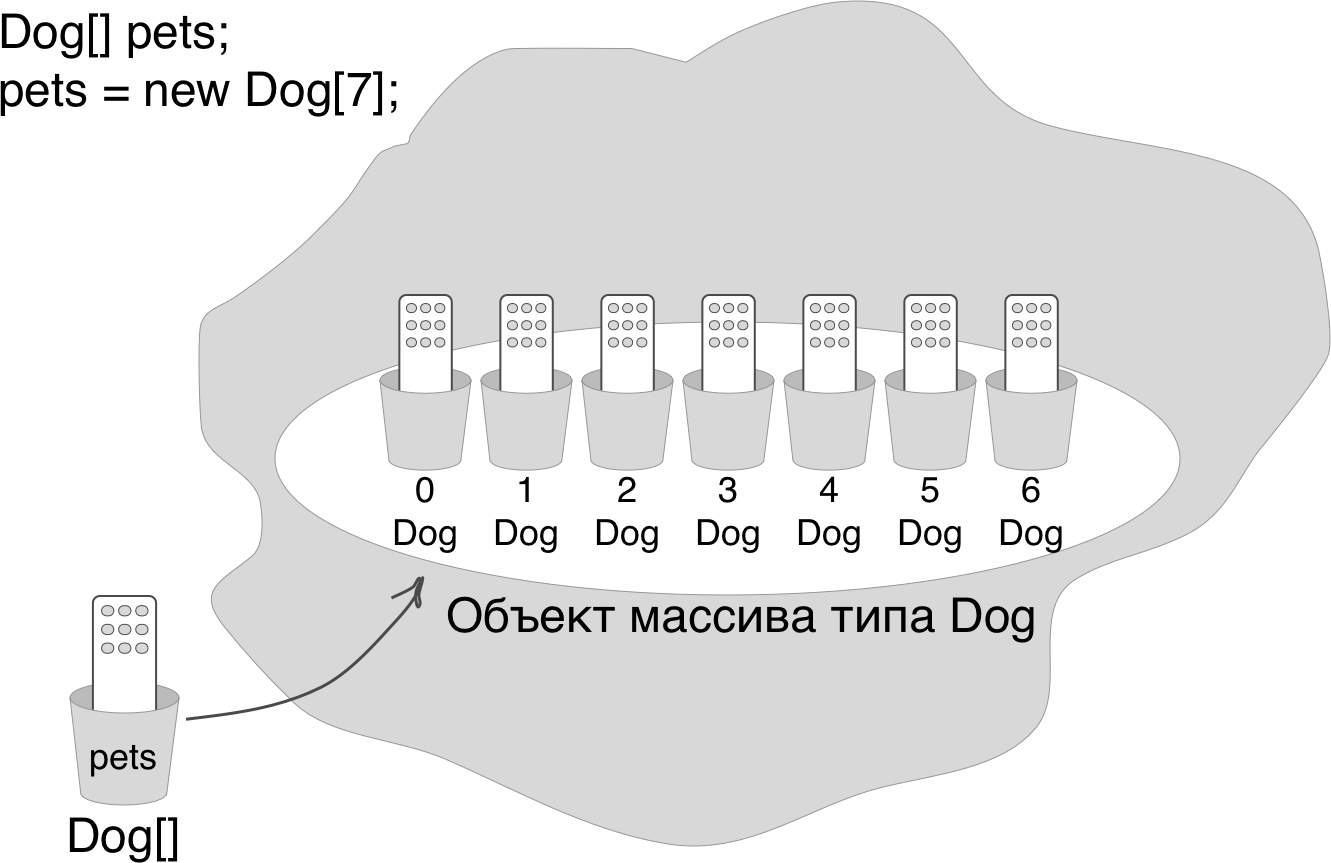 Dog[] pets;
pets = new Dog[7];
0 1 2 3 4 5 6
Dog Dog Dog Dog Dog Dog Dog
Объект массива типа Dog
pets
Dog[]